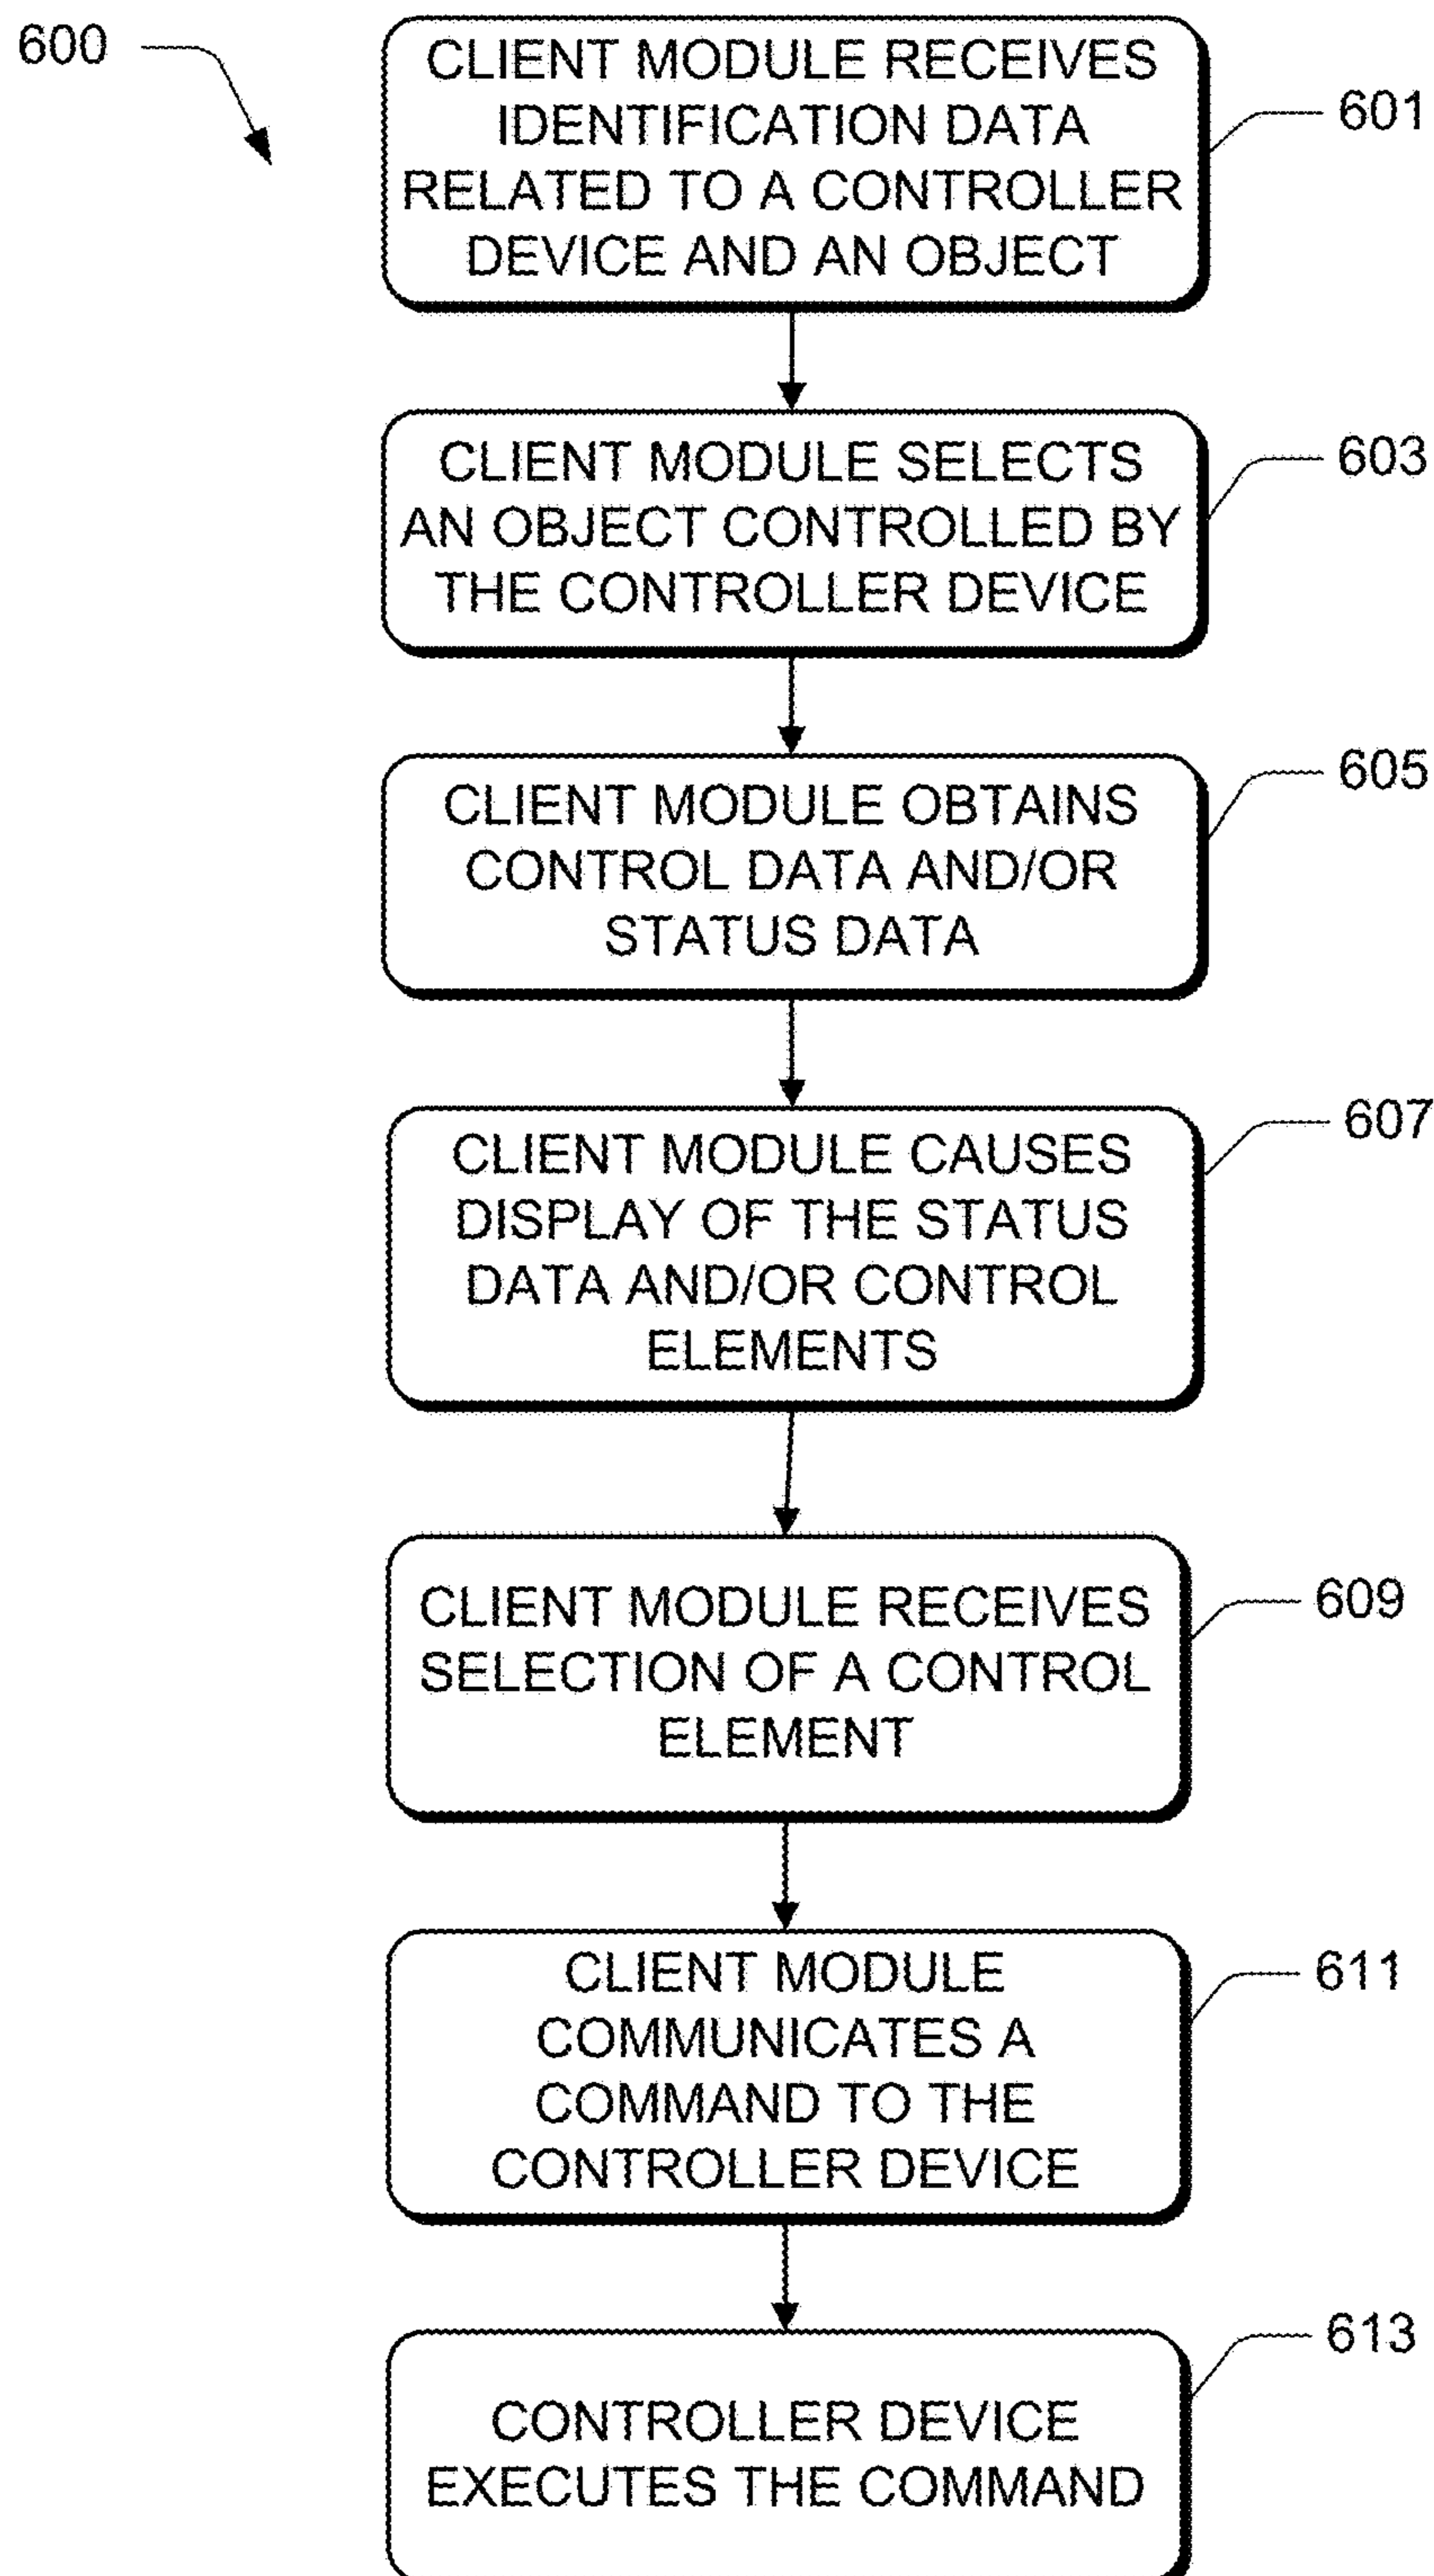 600
CLIENT MODULE RECEIVES
IDENTIFICATION DATA
RELATED TO A CONTROLLER
DEVICE AND AN OBJECT
601
CLIENT MODULE SELECTS
AN OBJECT CONTROLLED BY
THE CONTROLLER DEVICE
603
CLIENT MODULE OBTAINS
CONTROL DATA AND/OR
STATUS DATA
605
CLIENT MODULE CAUSES
DISPLAY OF THE STATUS
DATA AND/OR CONTROL
ELEMENTS
607
CLIENT MODULE RECEIVES
SELECTION OF A CONTROL
ELEMENT
609
CLIENT MODULE
COMMUNICATES A
COMMAND TO THE
CONTROLLER DEVICE
611
CONTROLLER DEVICE
EXECUTES THE COMMAND
613